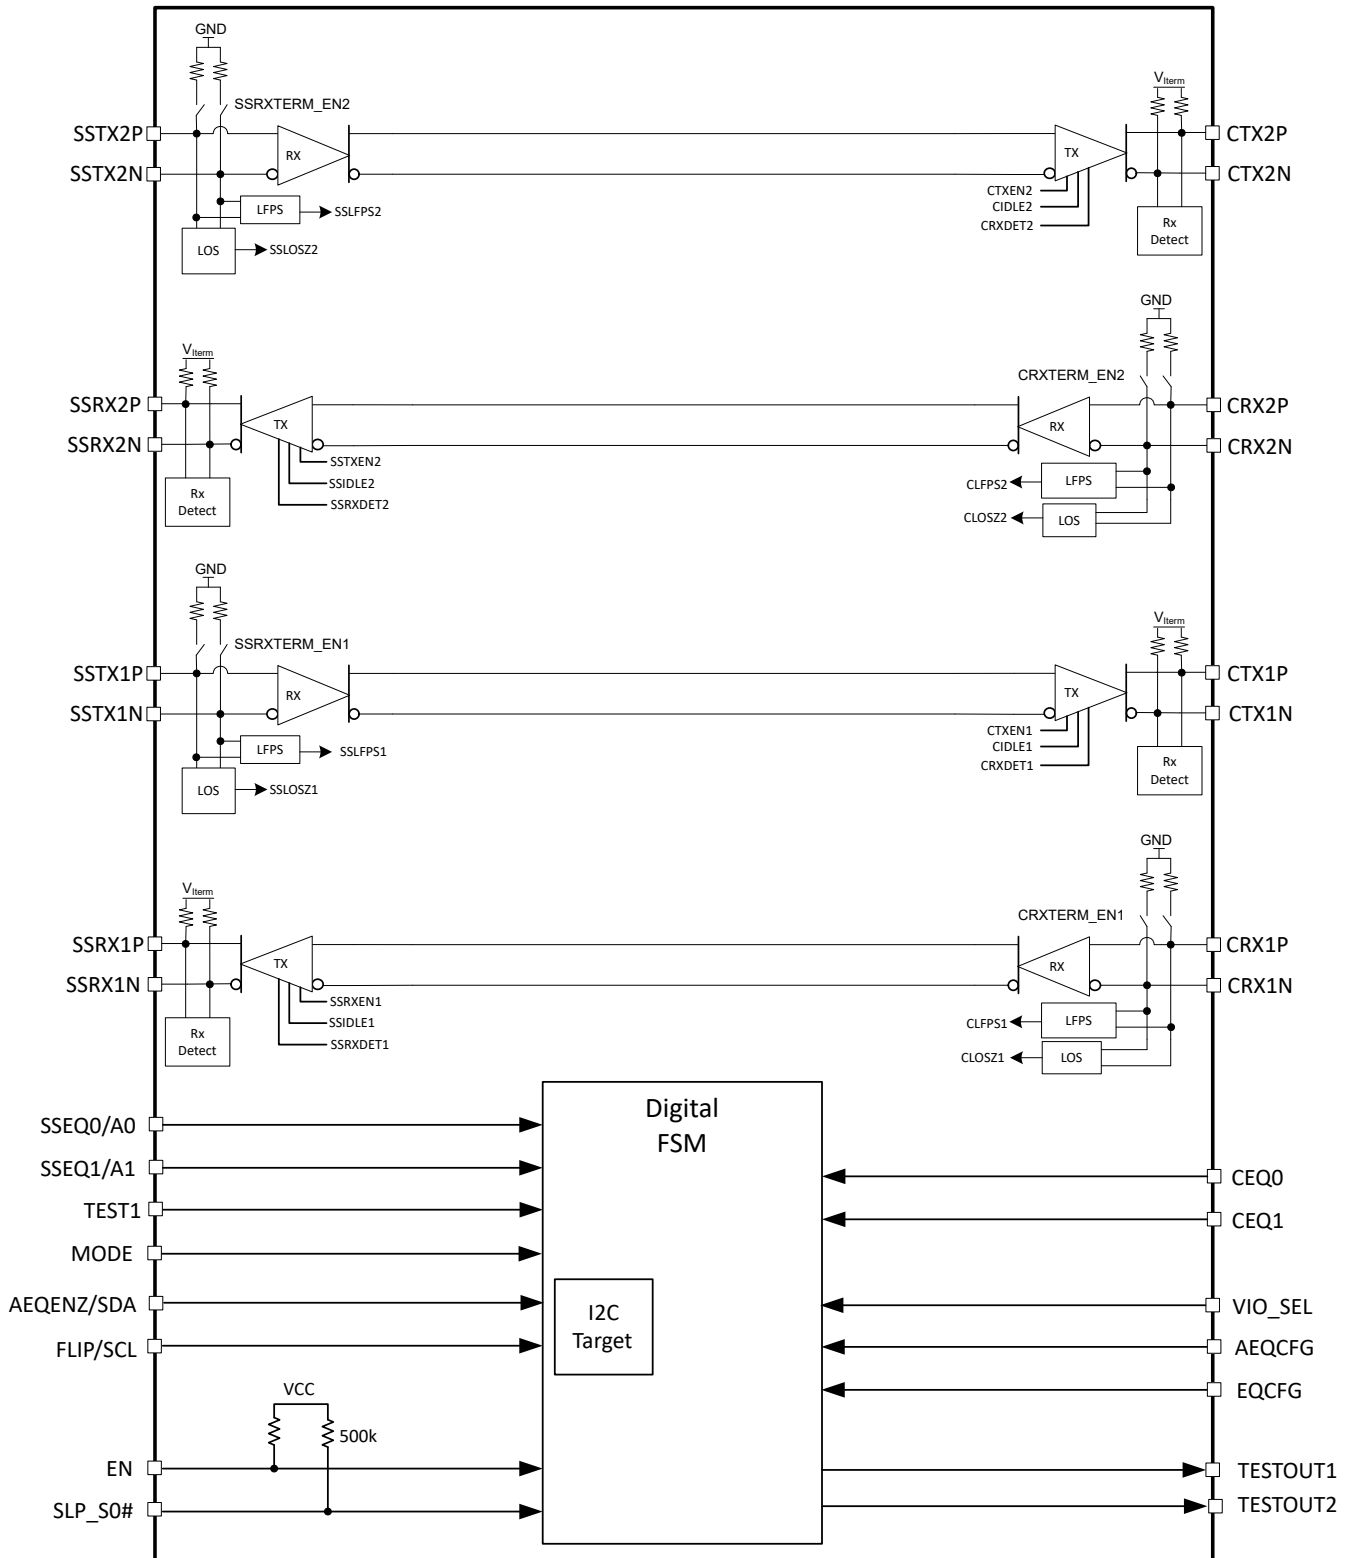 GND
SSRXTERM_EN2
SSTX2P
SSTX2N
RX
LFPS
SSLFPS2
LOS
SSLOSZ2
VIterm
TX
CTX2P
CTX2N
CTXEN2
CIDLE2
CRXDET2
Rx
Detect
VIterm
SSRX2P
SSRX2N
TX
SSTXEN2
SSIDLE2
SSRXDET2
Rx
Detect
GND
CRXTERM_EN2
RX
CRX2P
CRX2N
CLFPS2
LFPS
CLOSZ2
LOS
GND
SSRXTERM_EN1
SSTX1P
SSTX1N
RX
LFPS
SSLFPS1
LOS
SSLOSZ1
VIterm
TX
CTX1P
CTX1N
CTXEN1
CIDLE1
CRXDET1
Rx
Detect
VIterm
SSRX1P
SSRX1N
TX
SSRXEN1
SSIDLE1
SSRXDET1
Rx
Detect
GND
CRXTERM_EN1
RX
CRX1P
CRX1N
CLFPS1
LFPS
CLOSZ1
LOS
SSEQ0/A0
SSEQ1/A1
TEST1
MODE
AEQENZ/SDA
FLIP/SCL
VCC
500k
EN
SLP_S0#
Digital
FSM
I2C
Target
CEQ0
CEQ1
VIO_SEL
AEQCFG
EQCFG
TESTOUT1
TESTOUT2